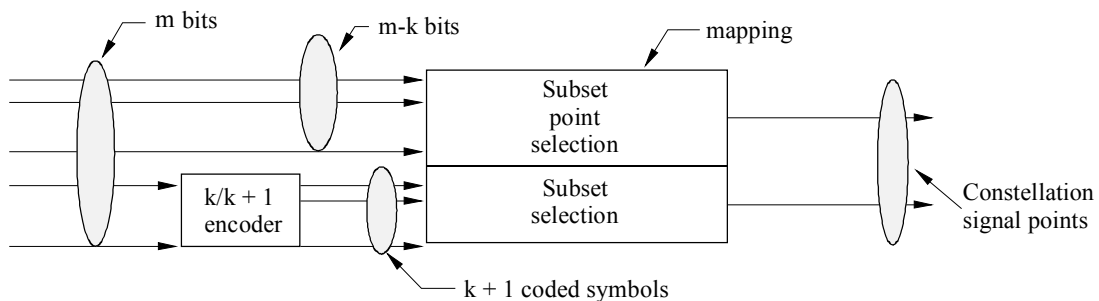 m bits
m-k bits
mapping
Subset
point
selection
k/k + 1
encoder
Subset
selection
Constellation
signal points
k + 1 coded symbols